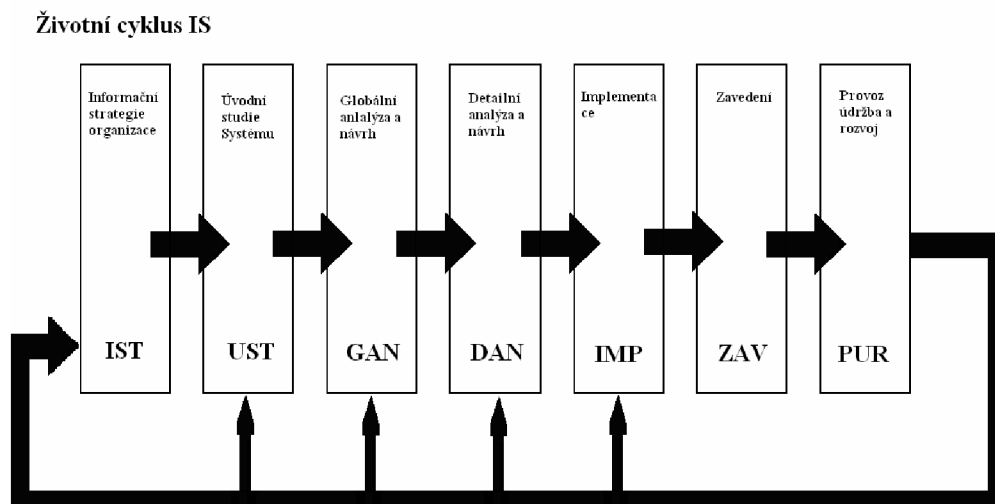 Životní cyklus IS
Informační
strategie
organizace
IST
Úvodní
studie
Systému
UST
Globální
anlalýza a
návrh
GAN
Detailní
analýza a
návrh
DAN
Implementa
ce
IMP
Zavedení
ZAV
Provoz
údržba a
rozvoj
PUR